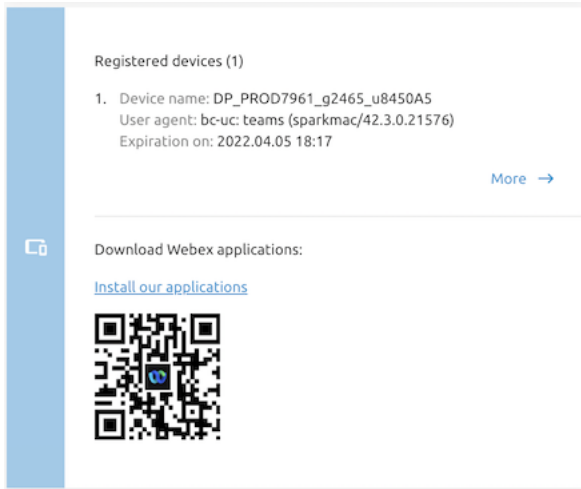 Registered devices (1)
1. Device name: DP_PROD7961_g2465_u8450A5
User agent: bc-uc: teams (sparkmac/42.3.0.21576)
Expiration on: 2022.04.05 18:17
More →
Download Webex applications:
Install our applications